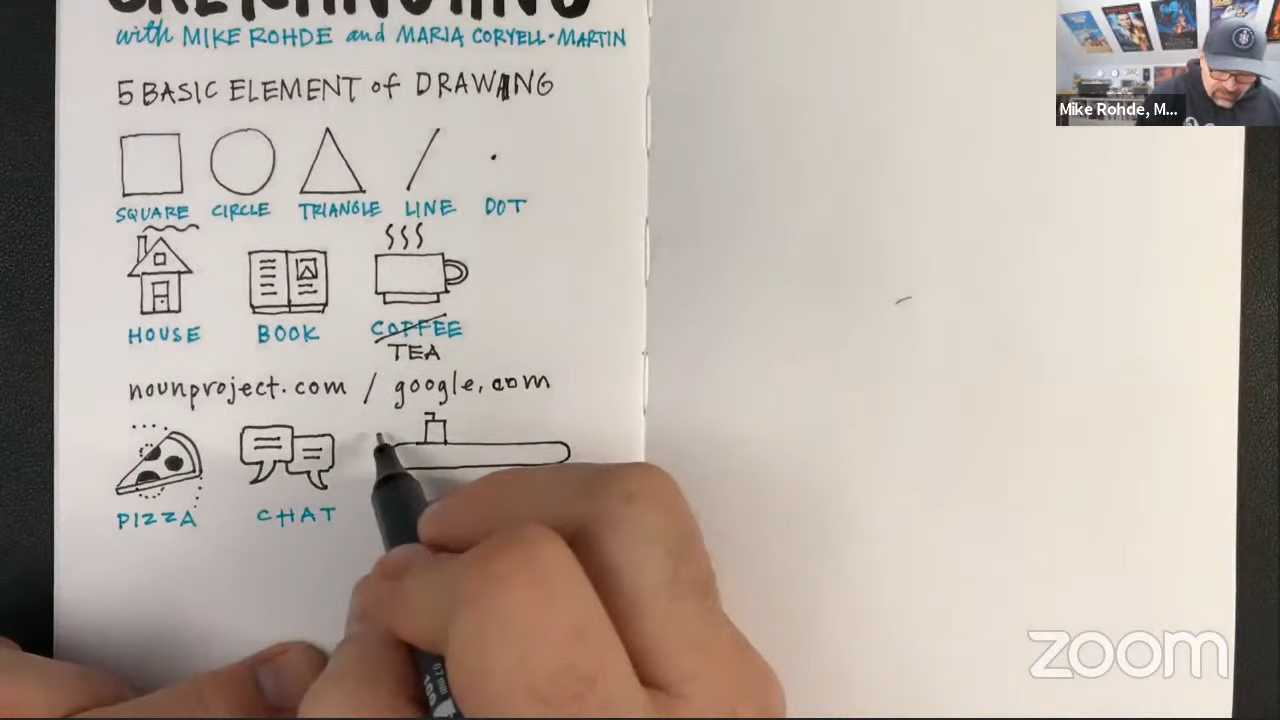 SKETCHNOTING
with MIKE ROHDE and MARIA CORYELL-MARTIN
5 BASIC ELEMENT of DRAWING
SQUARE CIRCLE TRIANGLE LINE DOT
HOUSE BOOK COFFEE
TEA
nounproject.com / google.com
PIZZA CHAT
Mike Rohde, M...
zoom